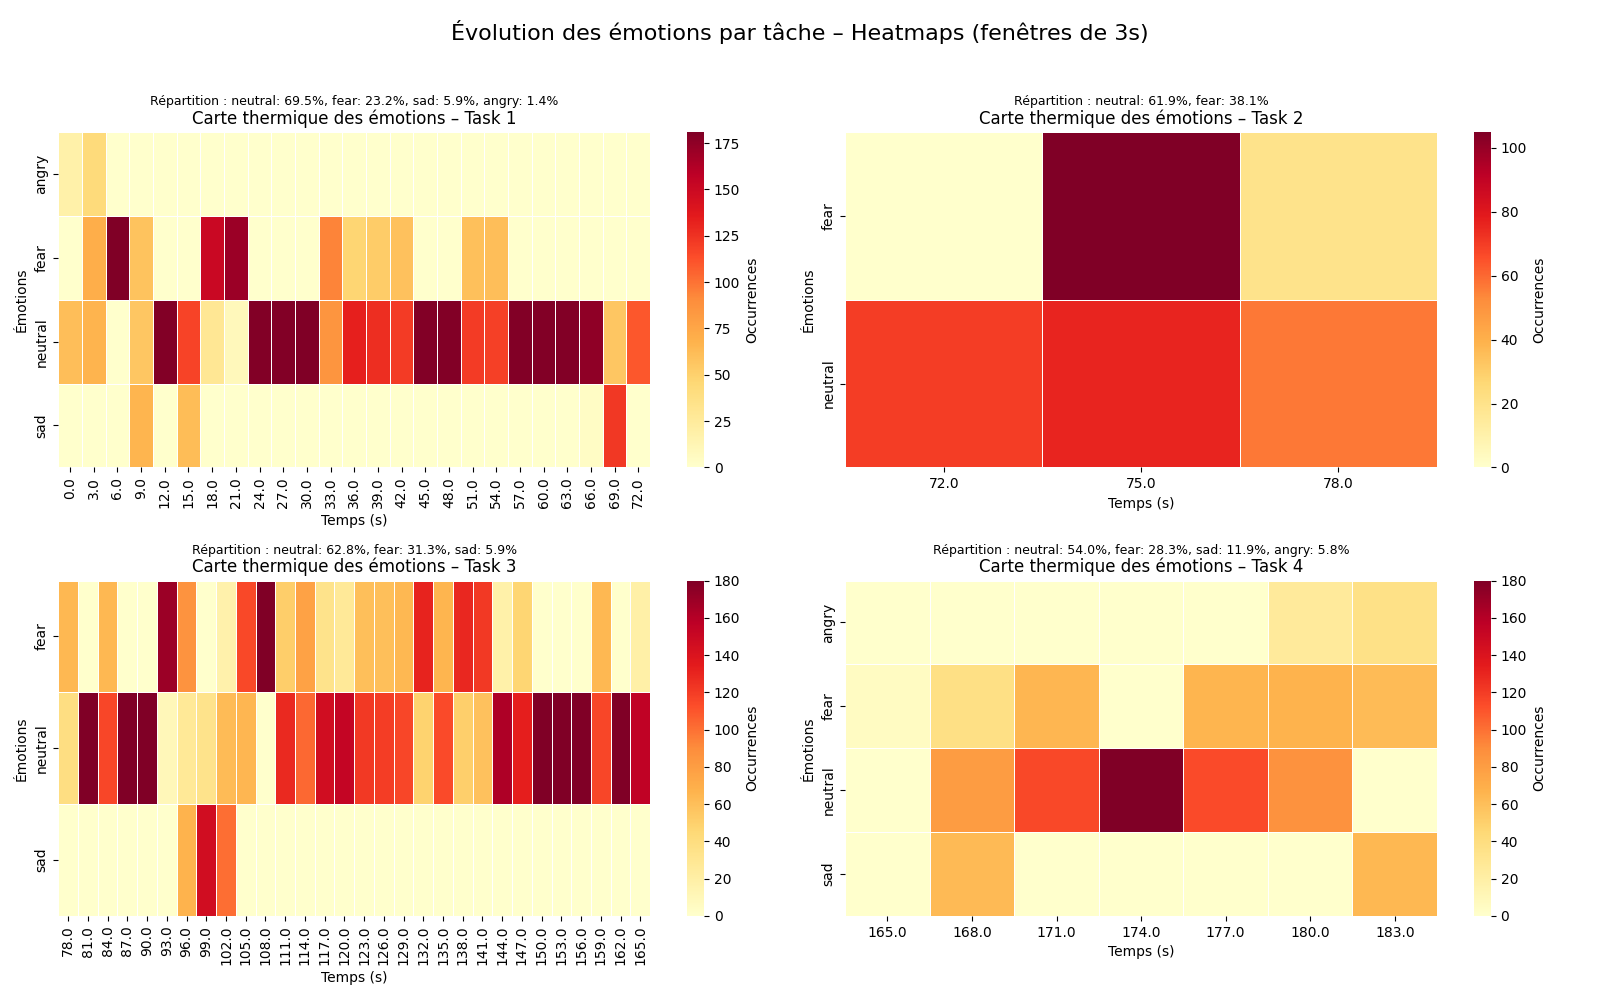 Évolution des émotions par tâche – Heatmaps (fenêtres de 3s)
Répartition : neutral: 69.5%, fear: 23.2%, sad: 5.9%, angry: 1.4%
Carte thermique des émotions – Task 1
Émotions
angry
fear
neutral
sad
0.0 3.0 6.0 9.0 12.0 15.0 18.0 21.0 24.0 27.0 30.0 33.0 36.0 39.0 42.0 45.0 48.0 51.0 54.0 57.0 60.0 63.0 66.0 69.0 72.0
Temps (s)
175
150
125
100
75
50
25
0
Occurrences
Répartition : neutral: 61.9%, fear: 38.1%
Carte thermique des émotions – Task 2
Émotions
fear
neutral
72.0 75.0 78.0
Temps (s)
100
80
60
40
20
0
Occurrences
Répartition : neutral: 62.8%, fear: 31.3%, sad: 5.9%
Carte thermique des émotions – Task 3
Émotions
fear
neutral
sad
78.0 81.0 84.0 87.0 90.0 93.0 96.0 99.0 102.0 105.0 108.0 111.0 114.0 117.0 120.0 123.0 126.0 129.0 132.0 135.0 138.0 141.0 144.0 147.0 150.0 153.0 156.0 159.0 162.0 165.0
Temps (s)
180
160
140
120
100
80
60
40
20
0
Occurrences
Répartition : neutral: 54.0%, fear: 28.3%, sad: 11.9%, angry: 5.8%
Carte thermique des émotions – Task 4
Émotions
angry
fear
neutral
sad
165.0 168.0 171.0 174.0 177.0 180.0 183.0
Temps (s)
180
160
140
120
100
80
60
40
20
0
Occurrences